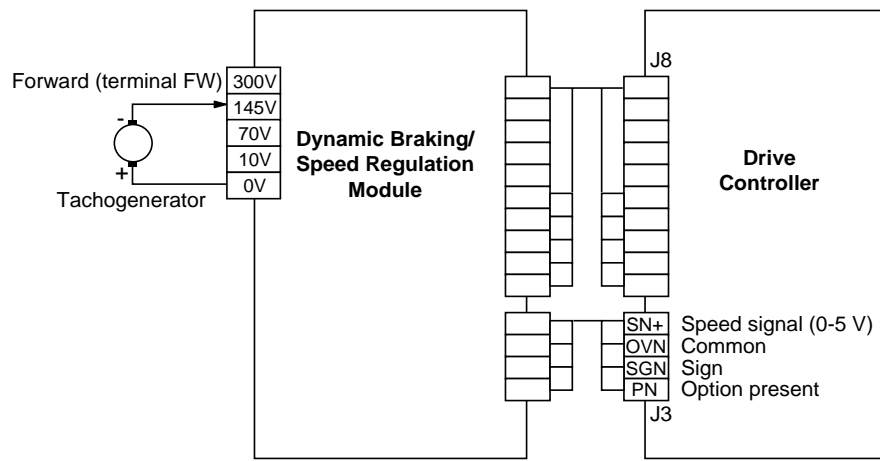 J8
Forward (terminal FW)
300V
145V
70V
10V
0V
-
+
Tachogenerator
Dynamic Braking/
Speed Regulation
Module
Drive
Controller
SN+ Speed signal (0-5 V)
OVN Common
SGN Sign
PN Option present
J3